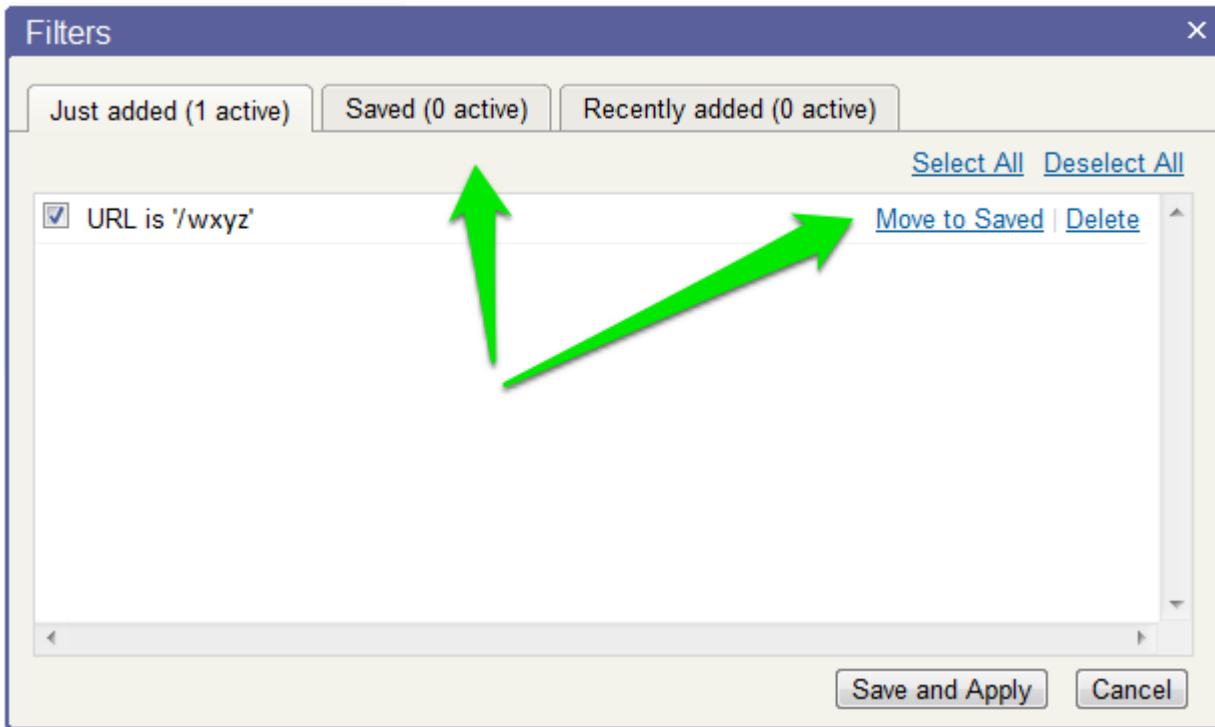 Filters
Just added (1 active) Saved (0 active) Recently added (0 active)
Select All Deselect All
URL is '/wxyz' Move to Saved | Delete
Save and Apply Cancel